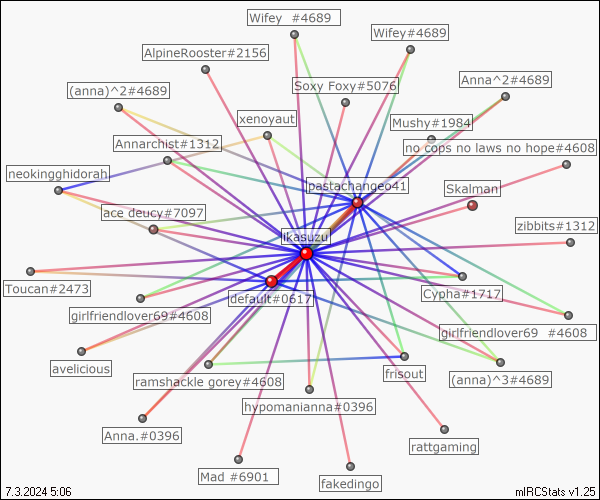 Wifey  #4689
Wifey#4689
AlpineRooster#2156
Soxy Foxy#5076
Anna^2#4689
(anna)^2#4689
xenoyaut
Mushy#1984
Annarchist#1312
no cops no laws no hope#4608
neokingghidorah
pastachangeo41
Skalman
ace deucy#7097
zibbits#1312
ikasuzu
Toucan#2473
default#0617
Cypha#1717
girlfriendlover69#4608
girlfriendlover69  #4608
avelicious
ramshackle gorey#4608
frisout
(anna)^3#4689
hypomanianna#0396
Anna.#0396
rattgaming
Mad #6901
fakedingo
7.3.2024 5:06
mIRCStats v1.25